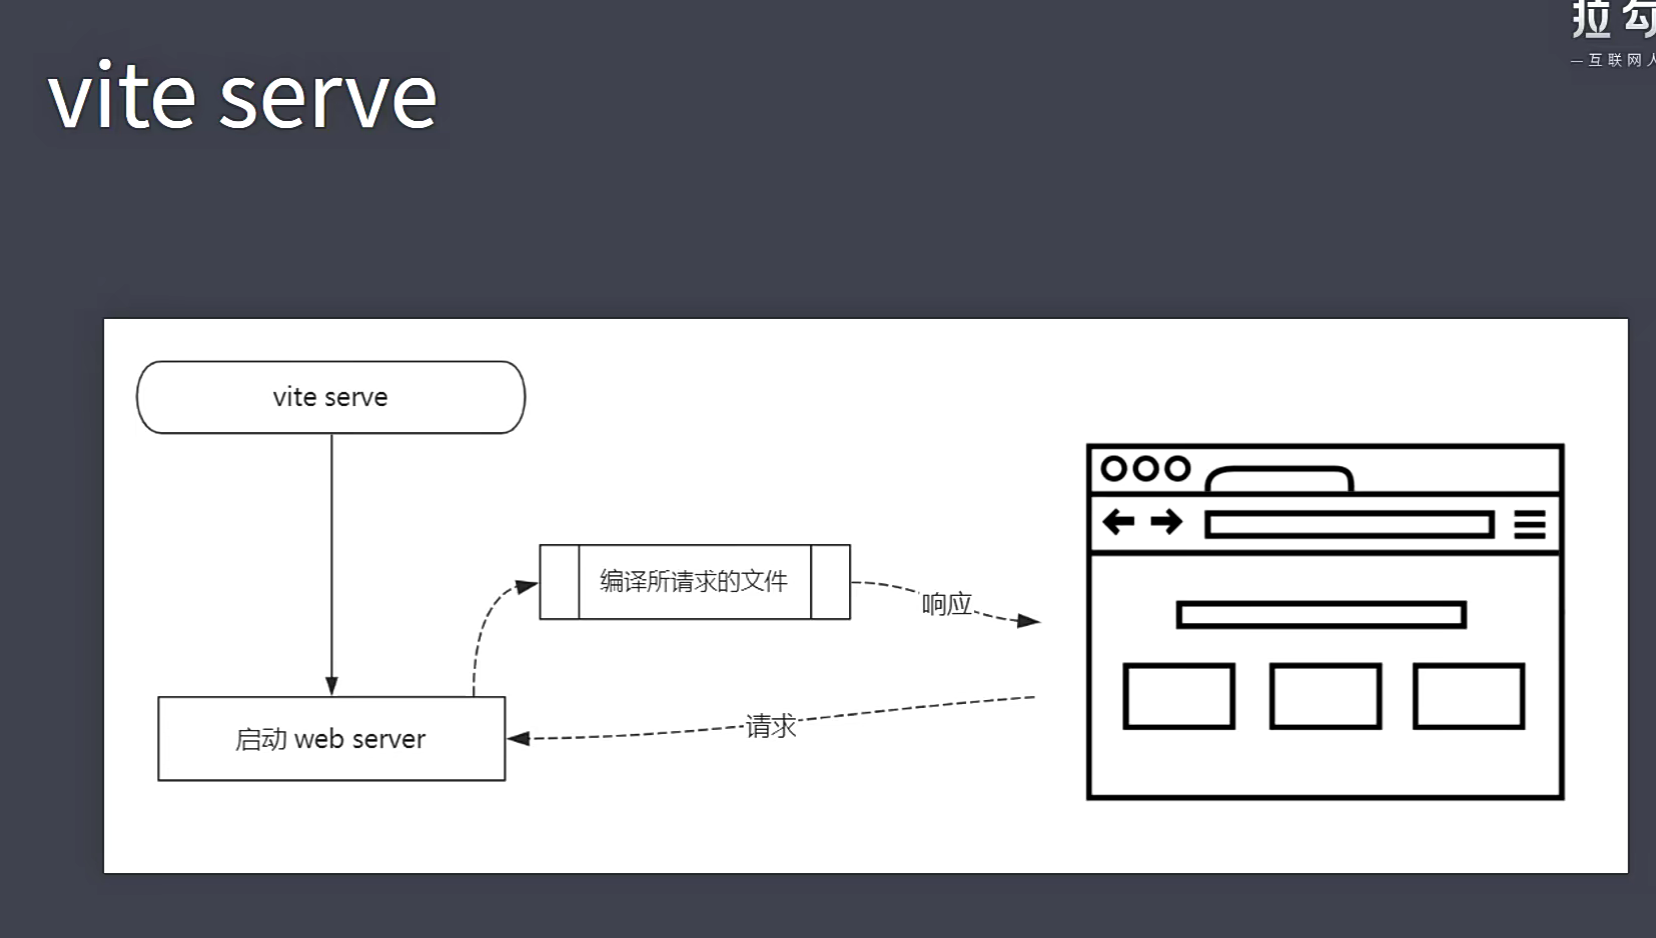 拉勾
—互联网人
vite serve
vite serve
编译所请求的文件
响应
请求
启动 web server